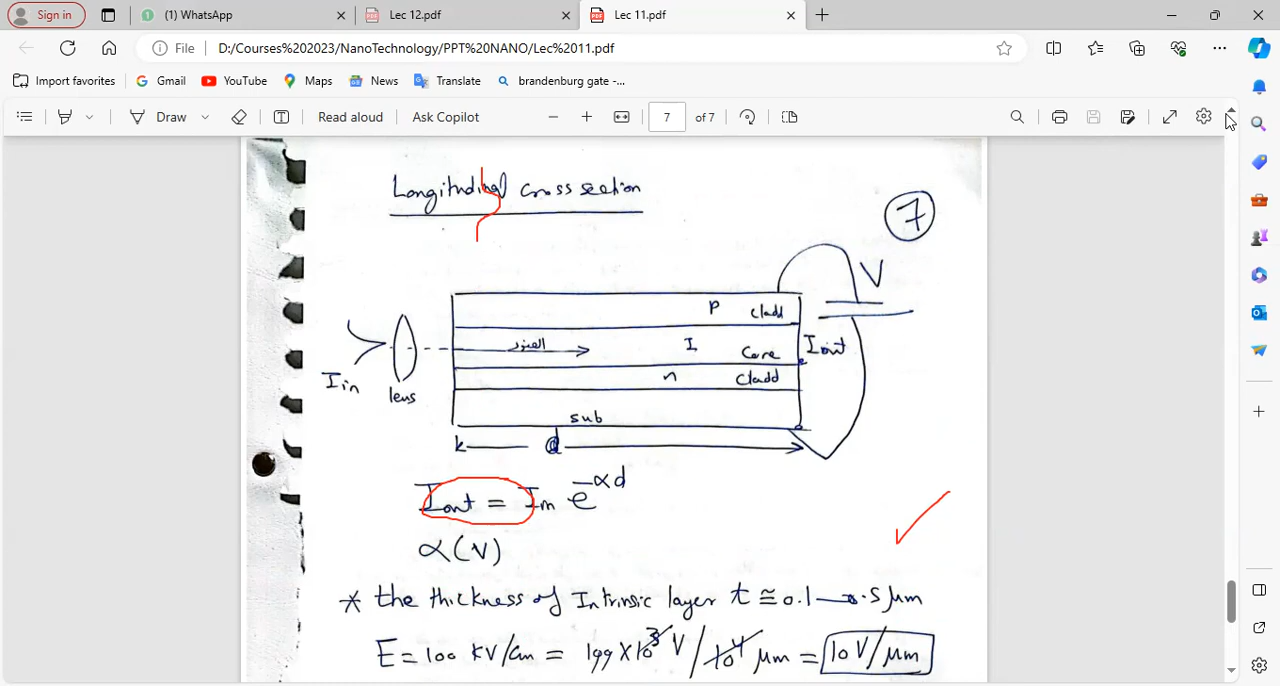 Sign in
(1) WhatsApp
Lec 12.pdf
Lec 11.pdf
File
D:/Courses%202023/NanoTechnology/PPT%20NANO/Lec%2011.pdf
Import favorites
Gmail
YouTube
Maps
News
Translate
brandenburg gate -...
Draw
Read aloud
Ask Copilot
7 of 7
Longitudinal cross section
7
V
P cladd
الضوء
I
Core
Iout
Iin
lens
n
cladd
sub
d
Iout = Iin e^-αd
α(V)
* the thickness of Intrinsic layer t ≅ 0.1 — 0.5 μm
E = 100 KV/cm = 100 X 10^3 V / 10^4 μm = 10 V/μm